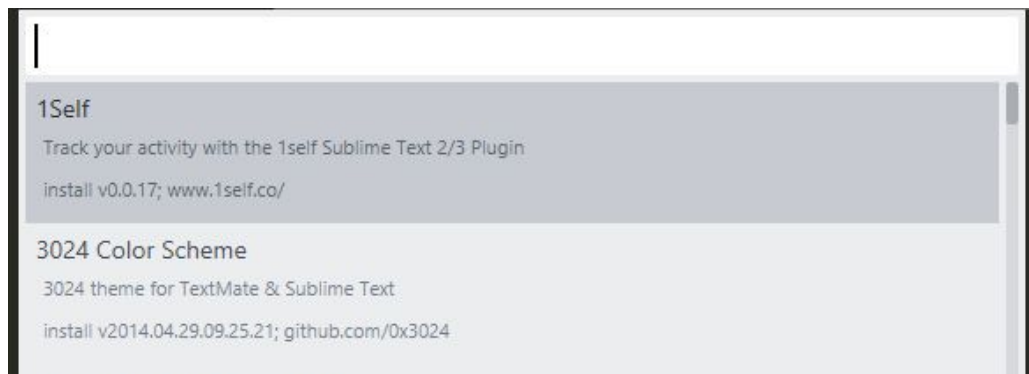 1Self
Track your activity with the 1self Sublime Text 2/3 Plugin
install v0.0.17; www.1self.co/
3024 Color Scheme
3024 theme for TextMate & Sublime Text
install v2014.04.29.09.25.21; github.com/0x3024